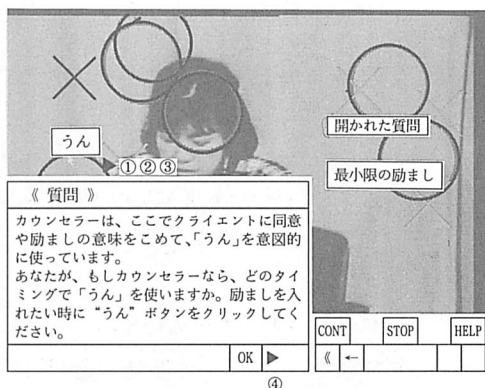 うん
①②③
開かれた質問
最小限の励まし
《 質問 》
カウンセラーは、ここでクライエントに同意
や励ましの意味をこめて、「うん」を意図的
に使っています。
あなたが、もしカウンセラーなら、どのタイ
ミングで「うん」を使いますか。励ましを入
れたい時に“うん”ボタンをクリックしてく
ださい。
CONT STOP HELP
OK ▶ 《 ←
④